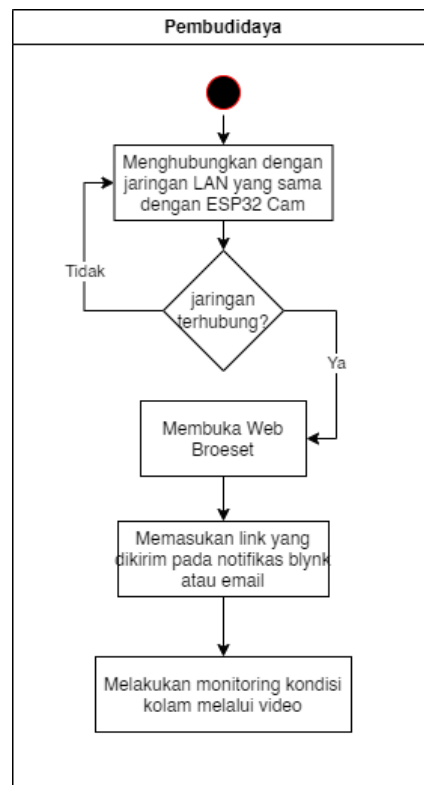 Pembudidaya
Menghubungkan dengan
jaringan LAN yang sama
dengan ESP32 Cam
Tidak
jaringan
terhubung?
Ya
Membuka Web
Broeset
Memasukan link yang
dikirim pada notifikas blynk
atau email
Melakukan monitoring kondisi
kolam melalui video